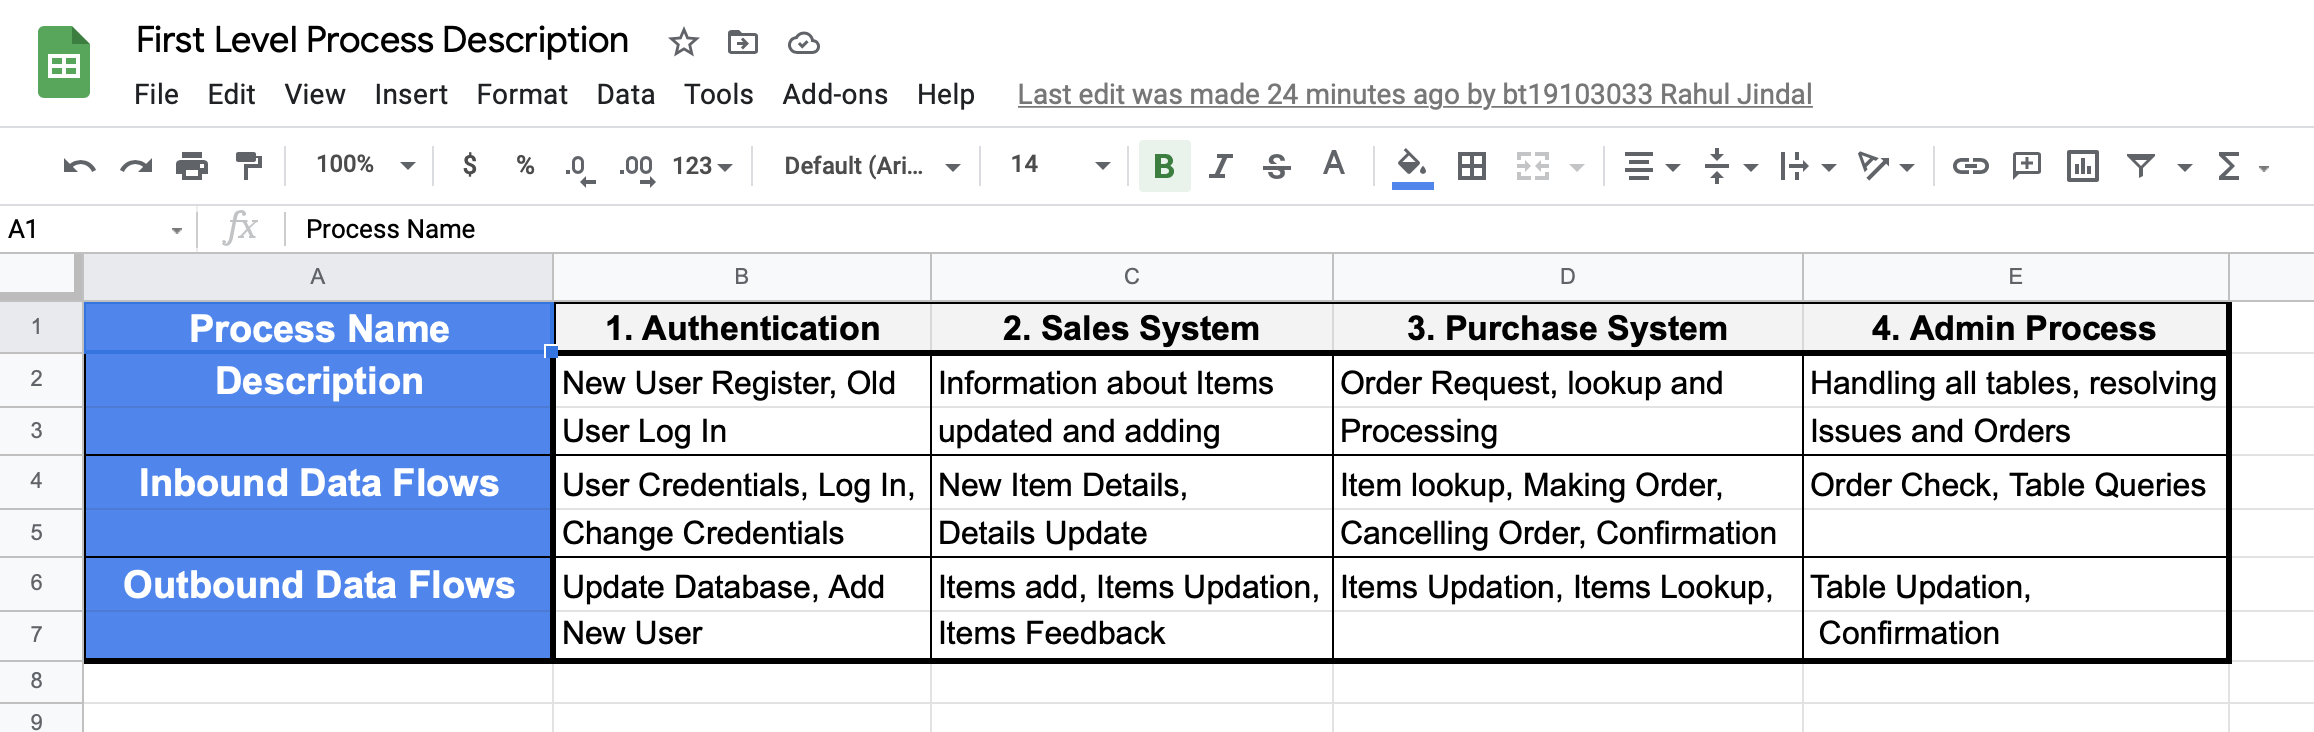 First Level Process Description
File Edit View Insert Format Data Tools Add-ons Help Last edit was made 24 minutes ago by bt19103033 Rahul Jindal
100% $ % .0 .00 123 Default (Ari... 14 B I S A Σ
A1 fx Process Name
A B C D E
1 Process Name 1. Authentication 2. Sales System 3. Purchase System 4. Admin Process
2 Description New User Register, Old Information about Items Order Request, lookup and Handling all tables, resolving
3 User Log In updated and adding Processing Issues and Orders
4 Inbound Data Flows User Credentials, Log In, New Item Details, Item lookup, Making Order, Order Check, Table Queries
5 Change Credentials Details Update Cancelling Order, Confirmation
6 Outbound Data Flows Update Database, Add Items add, Items Updation, Items Updation, Items Lookup, Table Updation,
7 New User Items Feedback Confirmation
8
9